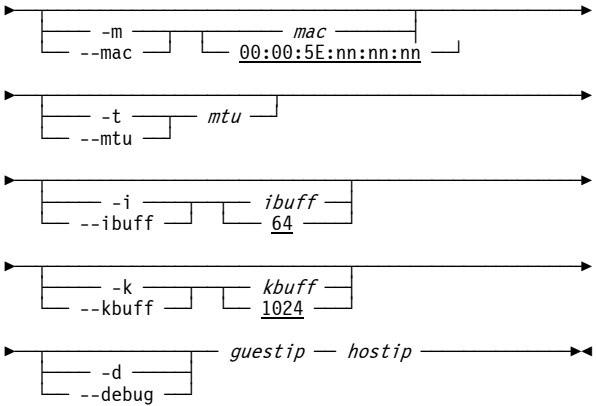 -m mac
--mac 00:00:5E:nn:nn:nn
-t mtu
--mtu
-i ibuff
--ibuff 64
-k kbuff
--kbuff 1024
guestip hostip
-d
--debug